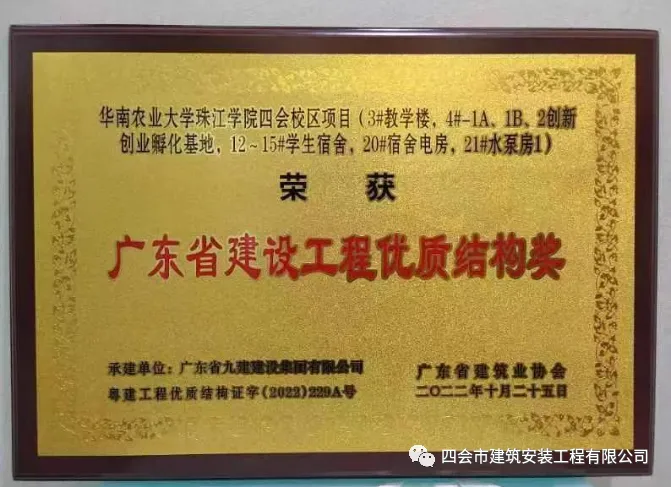 华南农业大学珠江学院四会校区项目（3#教学楼，4#-1A、1B、2创新
创业孵化基地，12～15#学生宿舍，20#宿舍电房，21#水泵房1）
荣获
广东省建设工程优质结构奖
承建单位：广东省九建建设集团有限公司
广东省建筑业协会
粤建工程优质结构证字(2022)229A号
二〇二二年十月二十五日
四会市建筑安装工程有限公司